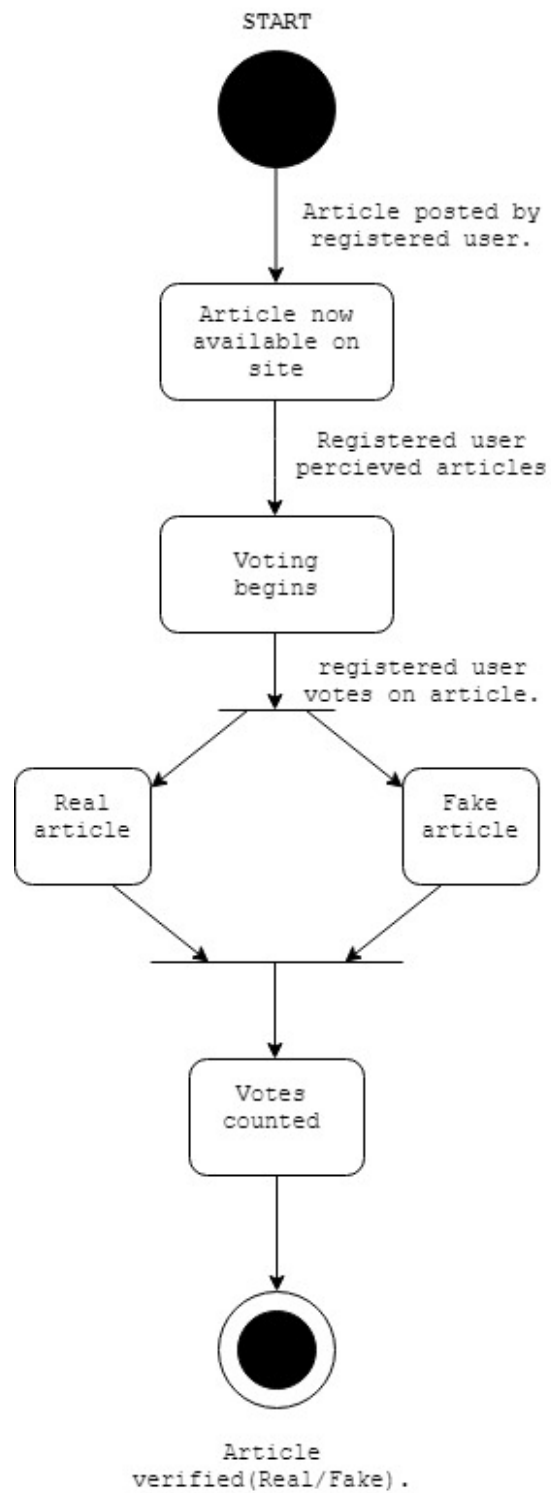 START
Article posted by
registered user.
Article now
available on
site
Registered user
percieved articles
Voting
begins
registered user
votes on article.
Real
article
Fake
article
Votes
counted
Article
verified(Real/Fake).